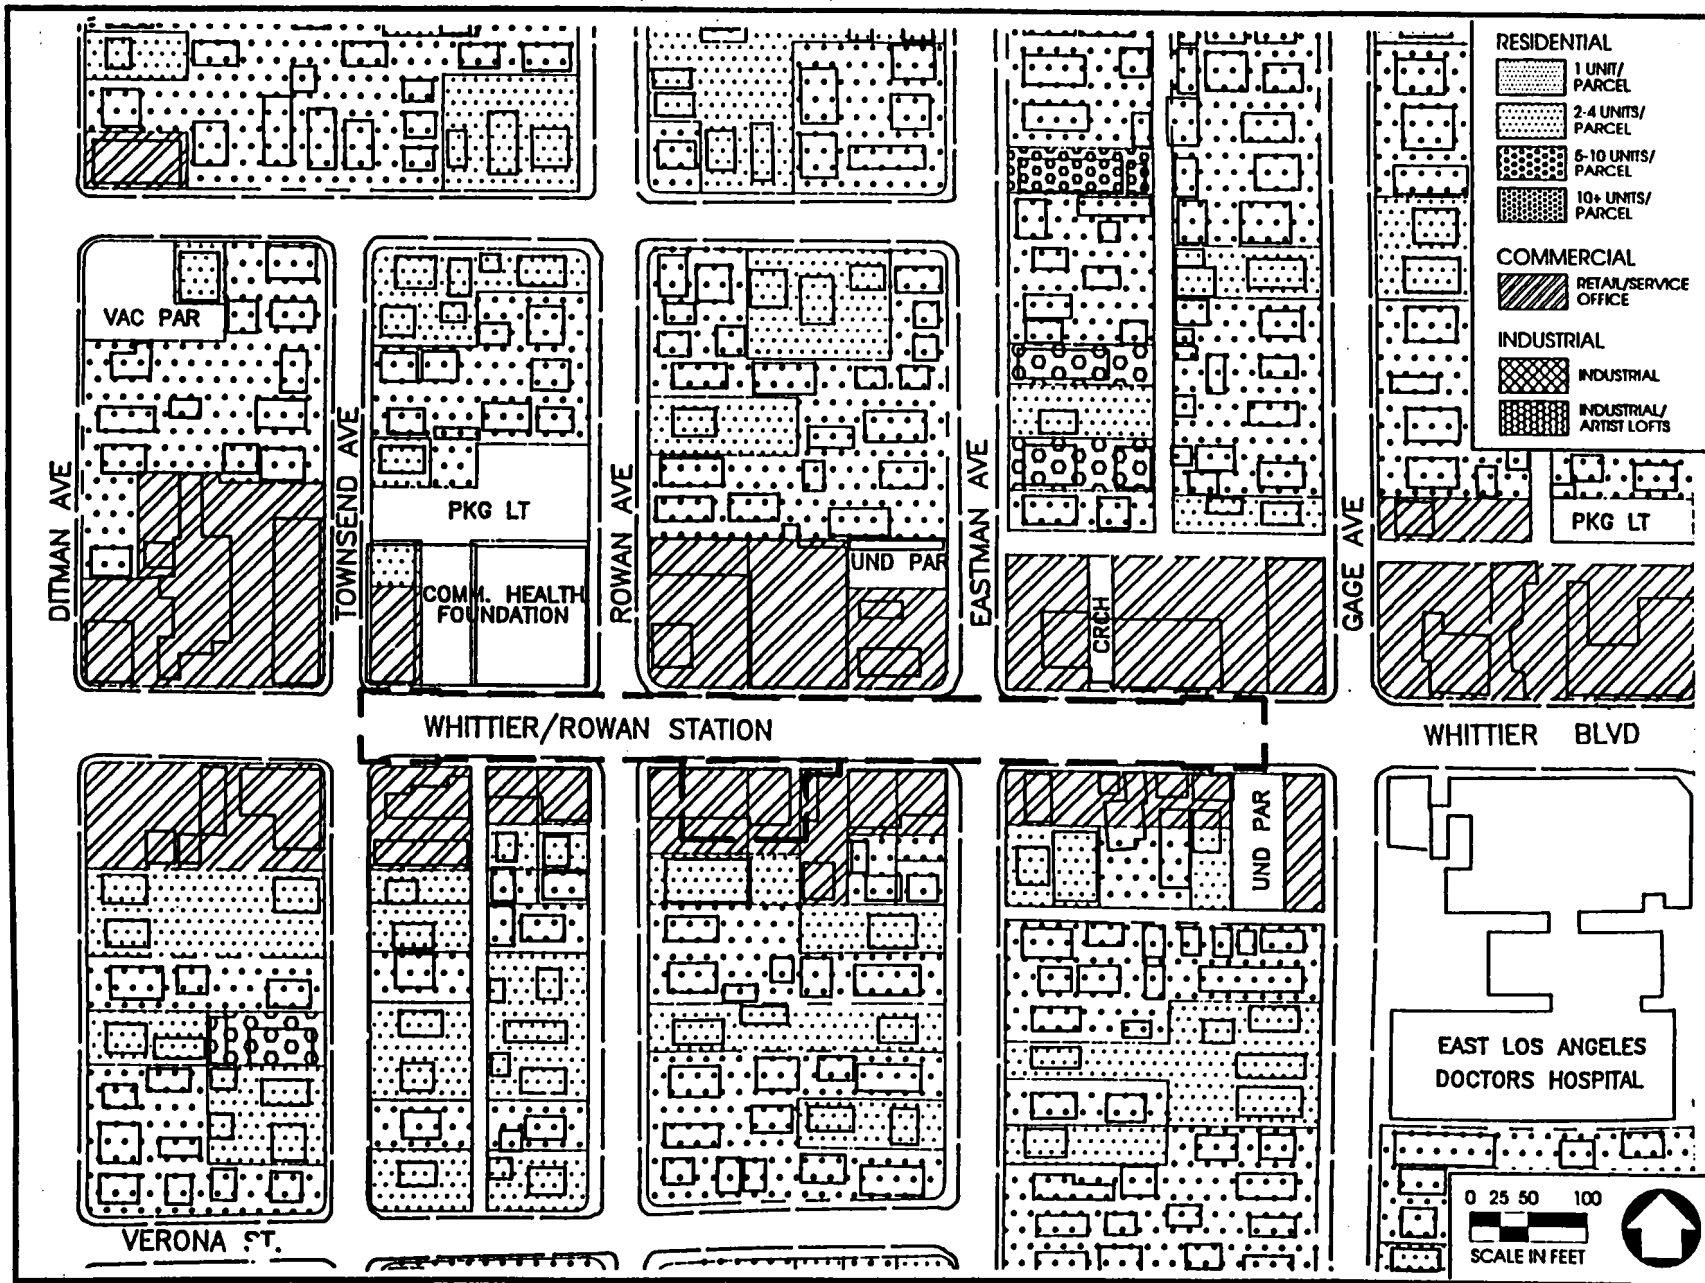 RESIDENTIAL
1 UNIT/
PARCEL
2-4 UNITS/
PARCEL
5-10 UNITS/
PARCEL
10+ UNITS/
PARCEL
COMMERCIAL
RETAIL/SERVICE
OFFICE
INDUSTRIAL
INDUSTRIAL
INDUSTRIAL/
ARTIST LOFTS
VAC PAR
DITMAN AVE
TOWNSEND AVE
PKG LT
ROWAN AVE
COMM. HEALTH
FOUNDATION
UND PAR
EASTMAN AVE
CRCH
GAGE AVE
PKG LT
WHITTIER/ROWAN STATION
WHITTIER BLVD
UND PAR
EAST LOS ANGELES
DOCTORS HOSPITAL
VERONA ST.
0 25 50 100
SCALE IN FEET